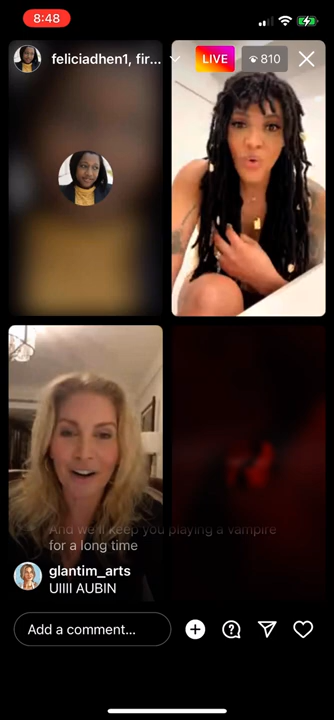 8:48
feliciadhen1, fir...
LIVE
810
And we'll keep you playing a vampire
for a long time
glantim_arts
UIIII AUBIN
Add a comment...